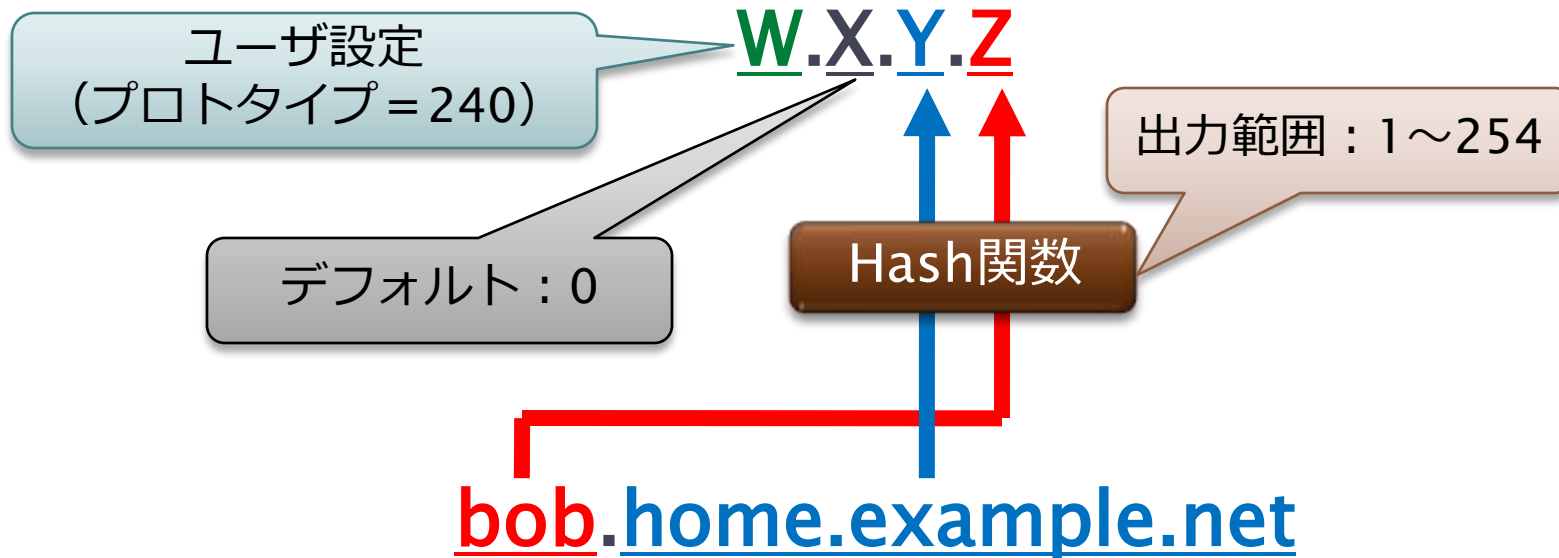 W.X.Y.Z
ユーザ設定
（プロトタイプ＝240）
出力範囲：1～254
デフォルト：0
Hash関数
bob.home.example.net